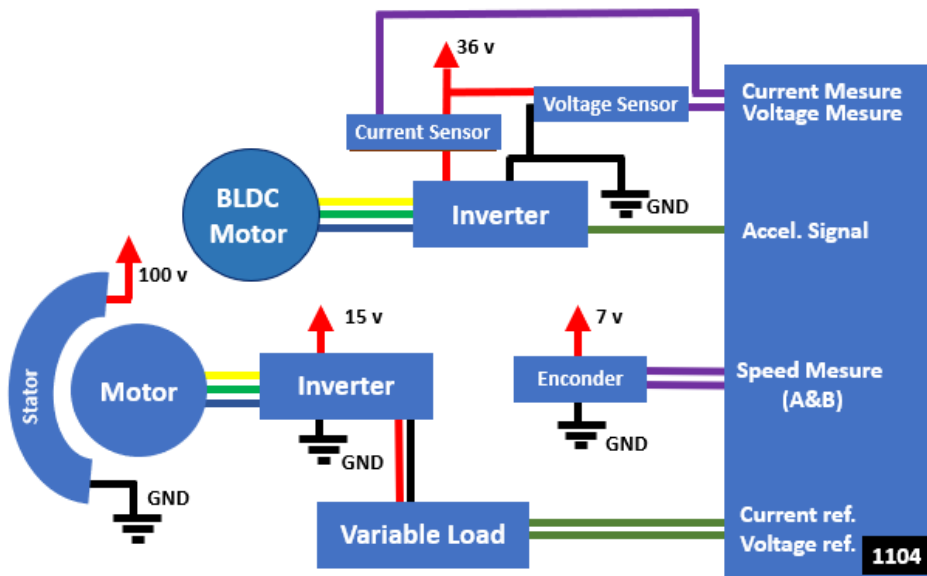 36 v
Current Mesure
Voltage Sensor
Voltage Mesure
Current Sensor
BLDC
Motor
Inverter
GND
Accel. Signal
100 v
15 v
7 v
Stator
Motor
Inverter
Enconder
Speed Mesure
(A&B)
GND
GND
GND
Variable Load
Current ref.
Voltage ref.
1104